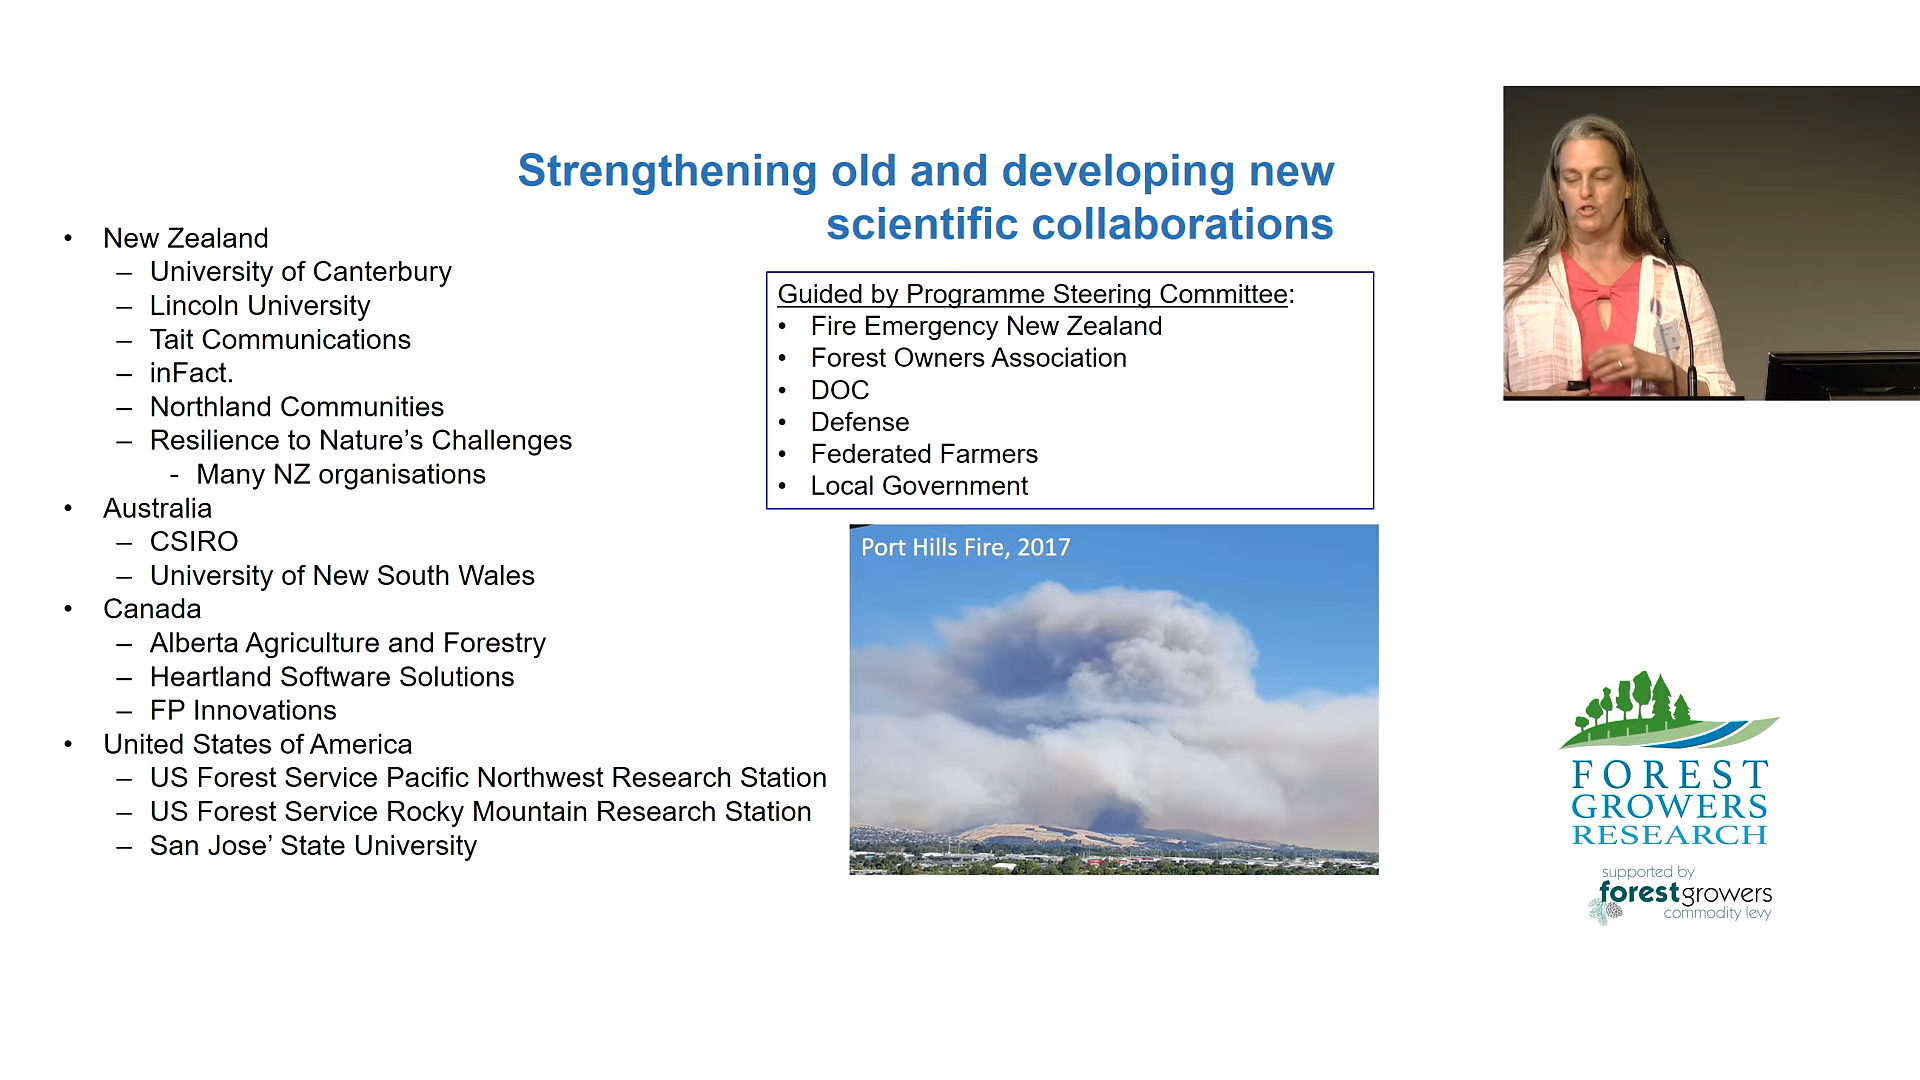 Strengthening old and developing new
scientific collaborations
• New Zealand
– University of Canterbury
– Lincoln University
– Tait Communications
– inFact.
– Northland Communities
– Resilience to Nature’s Challenges
- Many NZ organisations
• Australia
– CSIRO
– University of New South Wales
• Canada
– Alberta Agriculture and Forestry
– Heartland Software Solutions
– FP Innovations
• United States of America
– US Forest Service Pacific Northwest Research Station
– US Forest Service Rocky Mountain Research Station
– San Jose’ State University
Guided by Programme Steering Committee:
• Fire Emergency New Zealand
• Forest Owners Association
• DOC
• Defense
• Federated Farmers
• Local Government
Port Hills Fire, 2017
FOREST
GROWERS
RESEARCH
supported by
forestgrowers
commodity levy